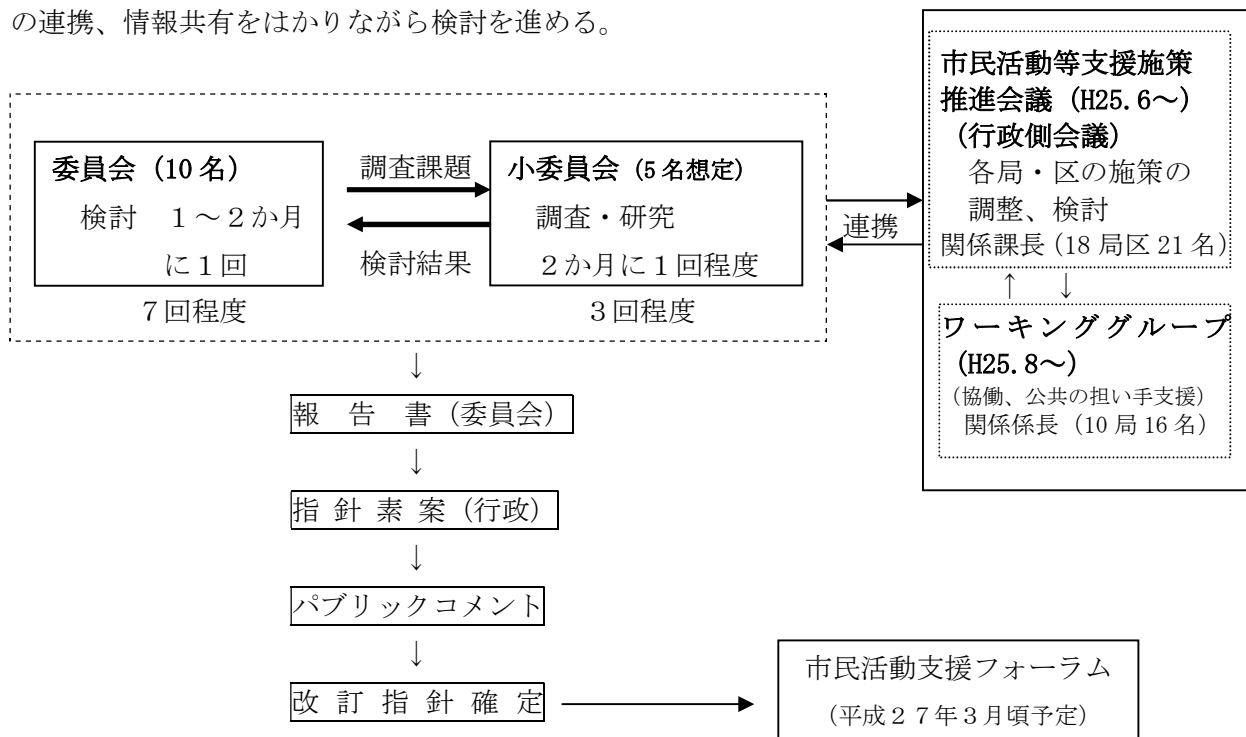 の連携、情報共有をはかりながら検討を進める。
委員会（10名）
検討　１～２か月
に１回
７回程度
調査課題
検討結果
小委員会（5名想定）
調査・研究
２か月に１回程度
３回程度
連携
市民活動等支援施策
推進会議（H25.6～）
（行政側会議）
各局・区の施策の
調整、検討
関係課長（18局区21名）
↑　↓
ワーキンググループ
（H25.8～）
（協働、公共の担い手支援）
関係係長（10局16名）
↓
報　告　書（委員会）
↓
指 針 素 案（行政）
↓
パブリックコメント
↓
改 訂 指 針 確 定
市民活動支援フォーラム
（平成２７年３月頃予定）